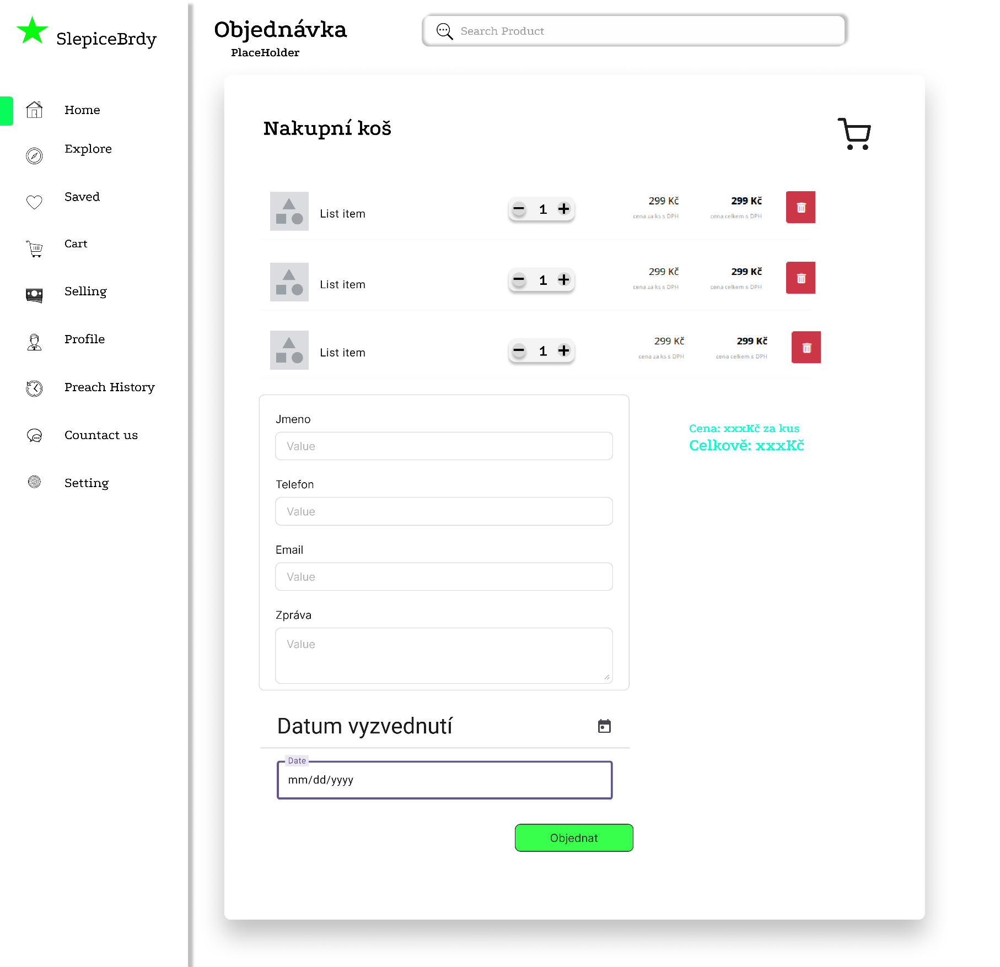 SlepiceBrdy
Home
Explore
Saved
Cart
Selling
Profile
Preach History
Countact us
Setting
Objednávka
PlaceHolder
Search Product
Nakupní koš
List item
1
299 Kč
cena za ks s DPH
299 Kč
cena celkem s DPH
List item
1
299 Kč
cena za ks s DPH
299 Kč
cena celkem s DPH
List item
1
299 Kč
cena za ks s DPH
299 Kč
cena celkem s DPH
Jmeno
Value
Telefon
Value
Email
Value
Zpráva
Value
Cena: xxxKč za kus
Celkově: xxxKč
Datum vyzvednutí
Date
mm/dd/yyyy
Objednat